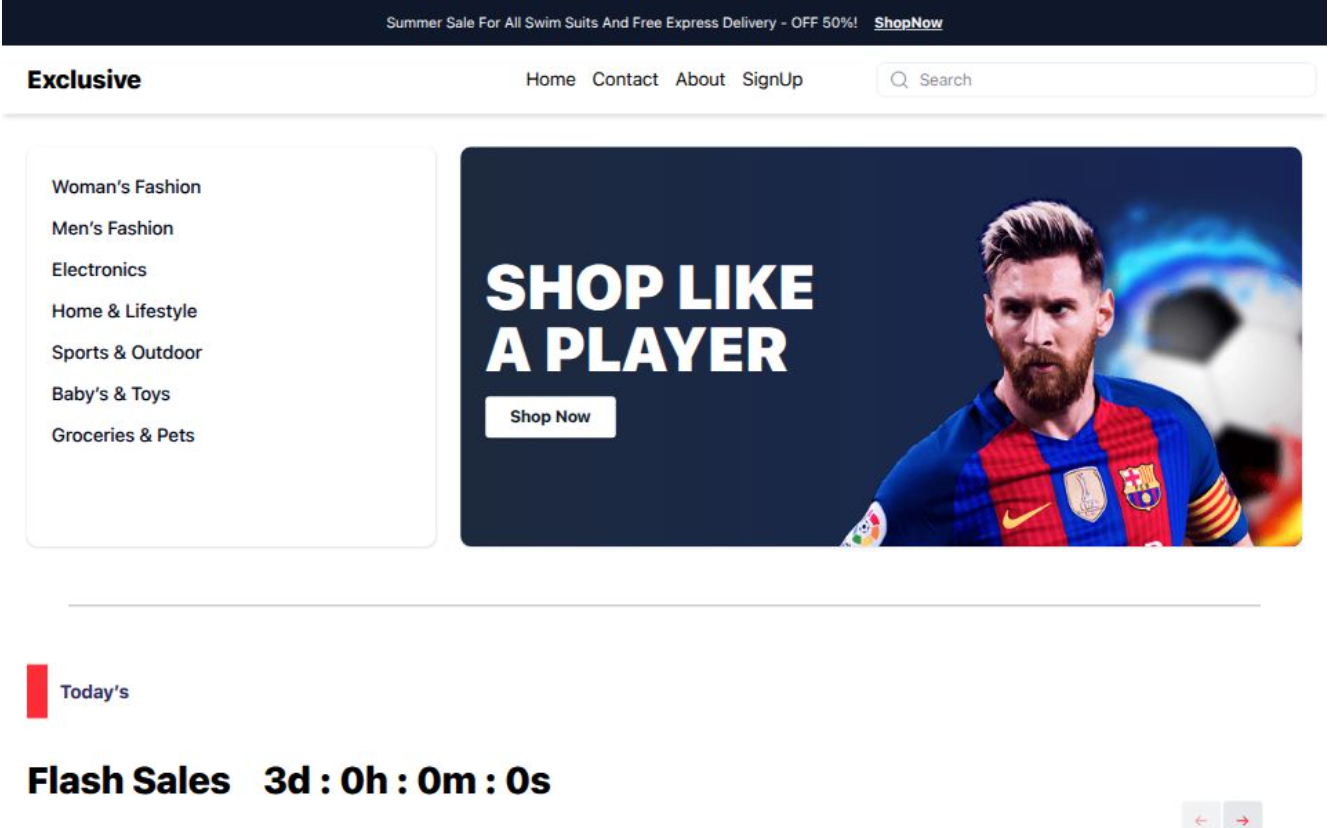 Summer Sale For All Swim Suits And Free Express Delivery - OFF 50%! ShopNow
Exclusive
Home Contact About SignUp
Search
Woman's Fashion
Men's Fashion
Electronics
Home & Lifestyle
Sports & Outdoor
Baby's & Toys
Groceries & Pets
SHOP LIKE
A PLAYER
Shop Now
Today's
Flash Sales 3d : 0h : 0m : 0s